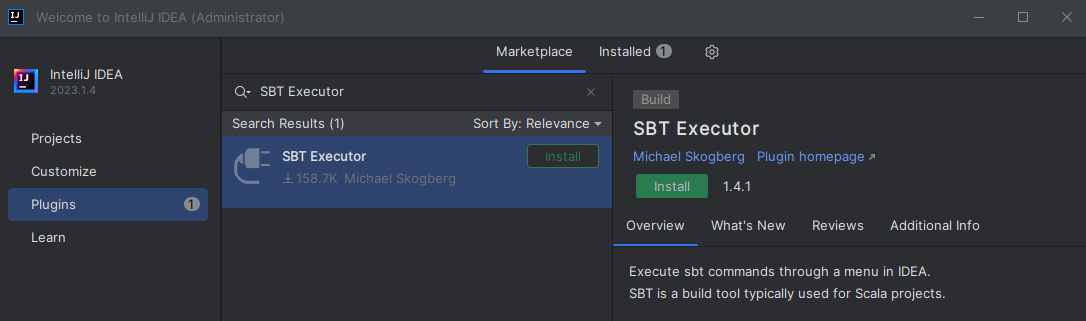 Welcome to IntelliJ IDEA (Administrator)
IntelliJ IDEA
2023.1.4
Projects
Customize
Plugins 1
Learn
Marketplace Installed 1
SBT Executor
Search Results (1) Sort By: Relevance
SBT Executor Install
158.7K Michael Skogberg
Build
SBT Executor
Michael Skogberg Plugin homepage
Install 1.4.1
Overview What's New Reviews Additional Info
Execute sbt commands through a menu in IDEA.
SBT is a build tool typically used for Scala projects.